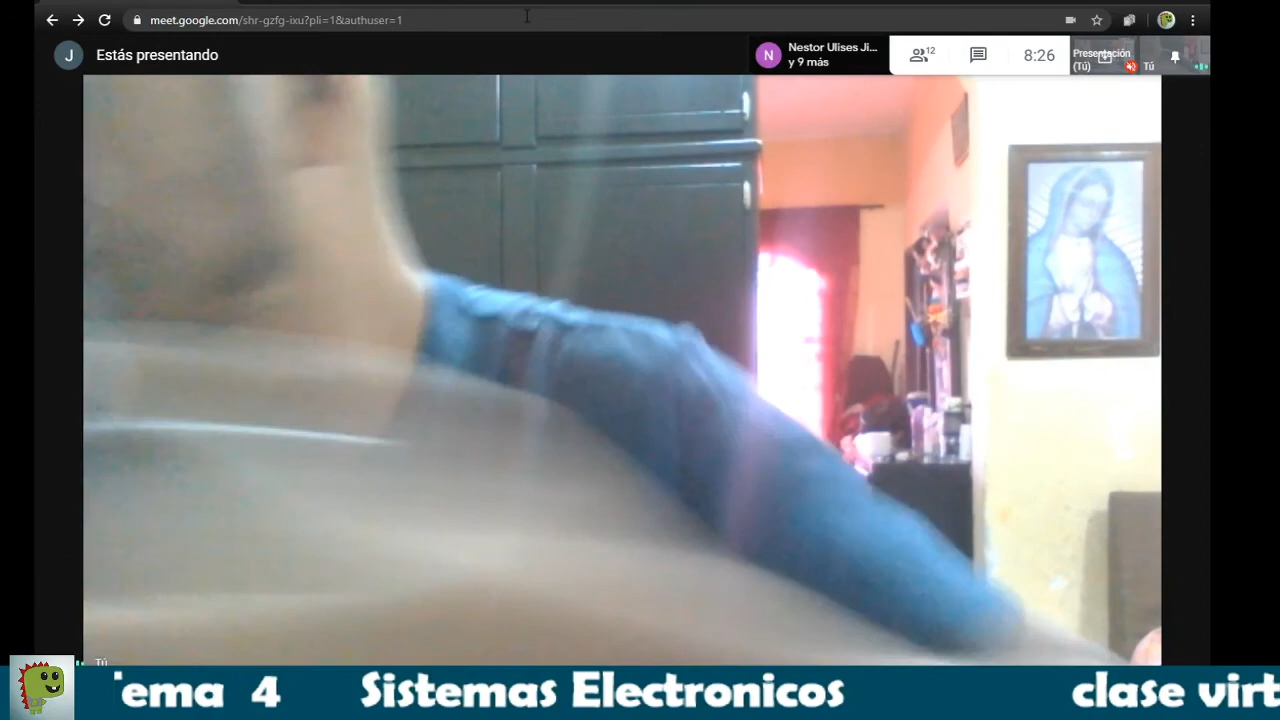 meet.google.com/shr-gzfg-ixu?pli=1&authuser=1
J Estás presentando
N Nestor Ulises Ji...
y 9 más
12
8:26
Presentación
(Tú)
Tú
Tú
ema 4 Sistemas Electronicos clase virt